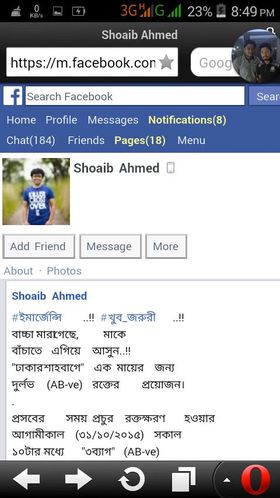 0
KB/s
3G H G 23% 8:49 PM
Shoaib Ahmed
https://m.facebook.com
Goog
f Search Facebook Sear
Home Profile Messages Notifications(8)
Chat(184) Friends Pages(18) Menu
Shoaib Ahmed
Add Friend Message More
About · Photos
Shoaib Ahmed
#ইমার্জেন্সি ..!! #খুব_জরুরী ..!!
বাচ্চা মারাগেছে, মাকে
বাঁচাতে এগিয়ে আসুন..!!
"ঢাকারশাহবাগে" এক মায়ের জন্য
দুর্লভ (AB-ve) রক্তের প্রয়োজন।
.
প্রসবের সময় প্রচুর রক্তক্ষরণ হওয়ার
আগামীকাল (৩১/১০/২০১৫) সকাল
১০টার মধ্যে "৩ব্যাগ" (AB-ve)